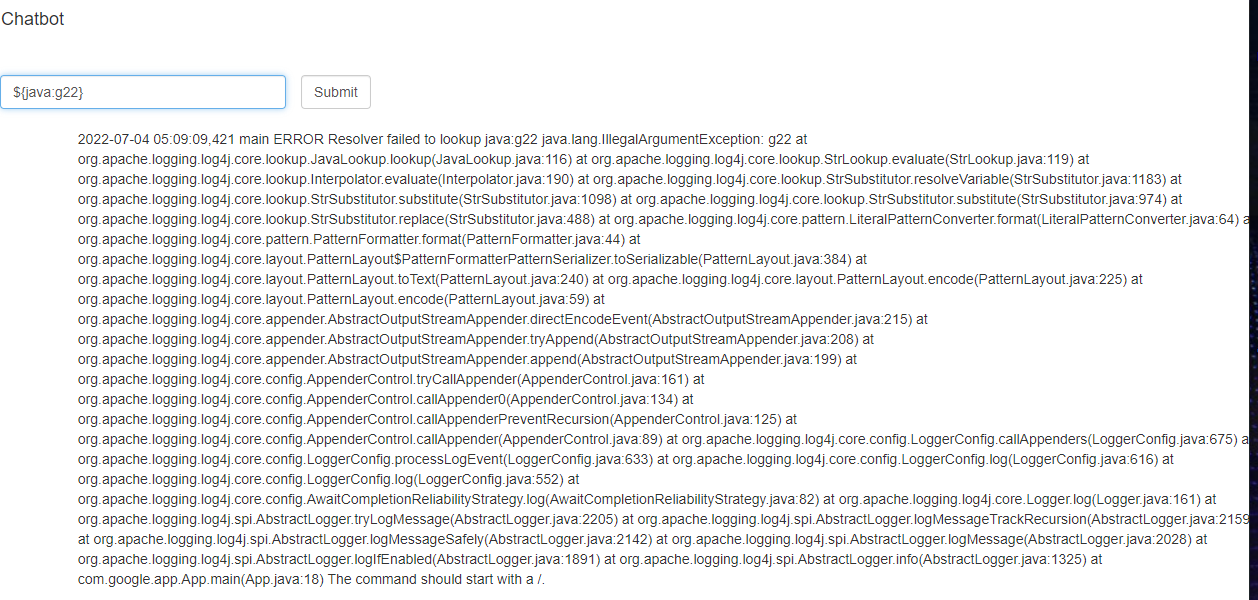 Chatbot
${java:g22}
Submit
2022-07-04 05:09:09,421 main ERROR Resolver failed to lookup java:g22 java.lang.IllegalArgumentException: g22 at
org.apache.logging.log4j.core.lookup.JavaLookup.lookup(JavaLookup.java:116) at org.apache.logging.log4j.core.lookup.StrLookup.evaluate(StrLookup.java:119) at
org.apache.logging.log4j.core.lookup.Interpolator.evaluate(Interpolator.java:190) at org.apache.logging.log4j.core.lookup.StrSubstitutor.resolveVariable(StrSubstitutor.java:1183) at
org.apache.logging.log4j.core.lookup.StrSubstitutor.substitute(StrSubstitutor.java:1098) at org.apache.logging.log4j.core.lookup.StrSubstitutor.substitute(StrSubstitutor.java:974) at
org.apache.logging.log4j.core.lookup.StrSubstitutor.replace(StrSubstitutor.java:488) at org.apache.logging.log4j.core.pattern.LiteralPatternConverter.format(LiteralPatternConverter.java:64) a
org.apache.logging.log4j.core.pattern.PatternFormatter.format(PatternFormatter.java:44) at
org.apache.logging.log4j.core.layout.PatternLayout$PatternFormatterPatternSerializer.toSerializable(PatternLayout.java:384) at
org.apache.logging.log4j.core.layout.PatternLayout.toText(PatternLayout.java:240) at org.apache.logging.log4j.core.layout.PatternLayout.encode(PatternLayout.java:225) at
org.apache.logging.log4j.core.layout.PatternLayout.encode(PatternLayout.java:59) at
org.apache.logging.log4j.core.appender.AbstractOutputStreamAppender.directEncodeEvent(AbstractOutputStreamAppender.java:215) at
org.apache.logging.log4j.core.appender.AbstractOutputStreamAppender.tryAppend(AbstractOutputStreamAppender.java:208) at
org.apache.logging.log4j.core.appender.AbstractOutputStreamAppender.append(AbstractOutputStreamAppender.java:199) at
org.apache.logging.log4j.core.config.AppenderControl.tryCallAppender(AppenderControl.java:161) at
org.apache.logging.log4j.core.config.AppenderControl.callAppender0(AppenderControl.java:134) at
org.apache.logging.log4j.core.config.AppenderControl.callAppenderPreventRecursion(AppenderControl.java:125) at
org.apache.logging.log4j.core.config.AppenderControl.callAppender(AppenderControl.java:89) at org.apache.logging.log4j.core.config.LoggerConfig.callAppenders(LoggerConfig.java:675) a
org.apache.logging.log4j.core.config.LoggerConfig.processLogEvent(LoggerConfig.java:633) at org.apache.logging.log4j.core.config.LoggerConfig.log(LoggerConfig.java:616) at
org.apache.logging.log4j.core.config.LoggerConfig.log(LoggerConfig.java:552) at
org.apache.logging.log4j.core.config.AwaitCompletionReliabilityStrategy.log(AwaitCompletionReliabilityStrategy.java:82) at org.apache.logging.log4j.core.Logger.log(Logger.java:161) at
org.apache.logging.log4j.spi.AbstractLogger.tryLogMessage(AbstractLogger.java:2205) at org.apache.logging.log4j.spi.AbstractLogger.logMessageTrackRecursion(AbstractLogger.java:2159
at org.apache.logging.log4j.spi.AbstractLogger.logMessageSafely(AbstractLogger.java:2142) at org.apache.logging.log4j.spi.AbstractLogger.logMessage(AbstractLogger.java:2028) at
org.apache.logging.log4j.spi.AbstractLogger.logIfEnabled(AbstractLogger.java:1891) at org.apache.logging.log4j.spi.AbstractLogger.info(AbstractLogger.java:1325) at
com.google.app.App.main(App.java:18) The command should start with a /.